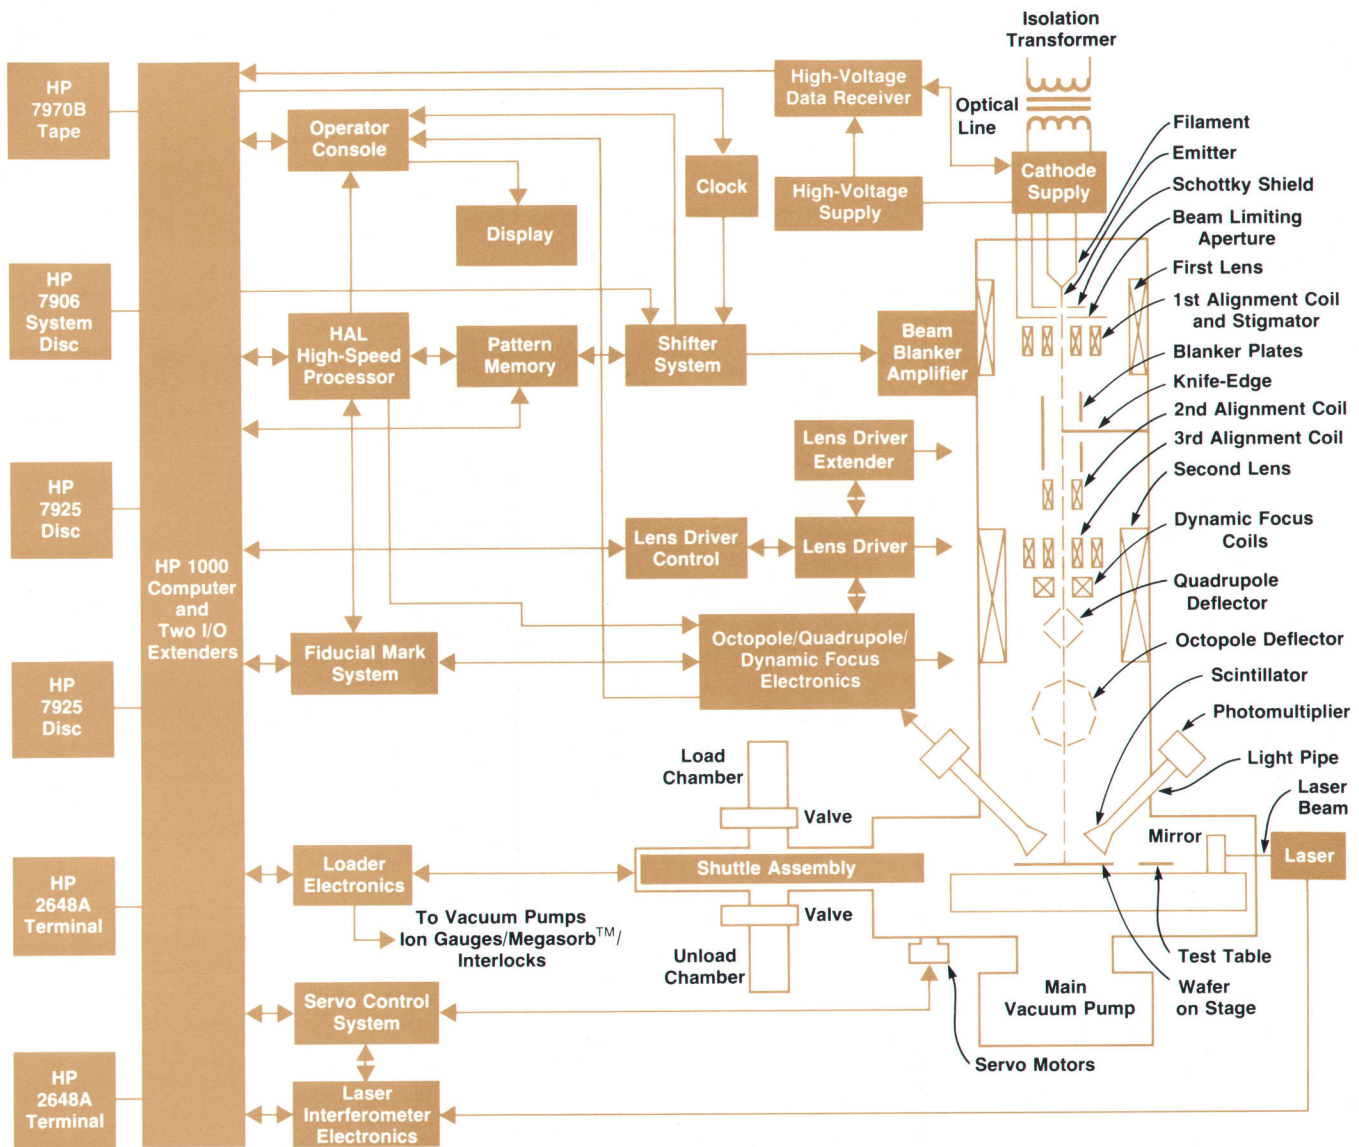 Isolation
Transformer
HP
7970B
Tape
High-Voltage
Data Receiver
Optical
Line
Filament
Operator
Console
Emitter
Clock
Cathode
Supply
Schottky Shield
High-Voltage
Supply
Beam Limiting
Aperture
Display
First Lens
HP
7906
System
Disc
1st Alignment Coil
and Stigmator
HAL
High-Speed
Processor
Pattern
Memory
Shifter
System
Beam
Blanker
Amplifier
Blanker Plates
Knife-Edge
2nd Alignment Coil
Lens Driver
Extender
3rd Alignment Coil
Second Lens
HP
7925
Disc
Dynamic Focus
Coils
HP 1000
Computer
and
Two I/O
Extenders
Lens Driver
Control
Lens Driver
Quadrupole
Deflector
Fiducial Mark
System
Octopole/Quadrupole/
Dynamic Focus
Electronics
Octopole Deflector
Scintillator
HP
7925
Disc
Photomultiplier
Load
Chamber
Light Pipe
Laser
Beam
Valve
Mirror
Loader
Electronics
Shuttle Assembly
Laser
HP
2648A
Terminal
To Vacuum Pumps
Ion Gauges/Megasorb™/
Interlocks
Valve
Unload
Chamber
Test Table
Main
Vacuum Pump
Wafer
on Stage
Servo Control
System
Servo Motors
HP
2648A
Terminal
Laser
Interferometer
Electronics